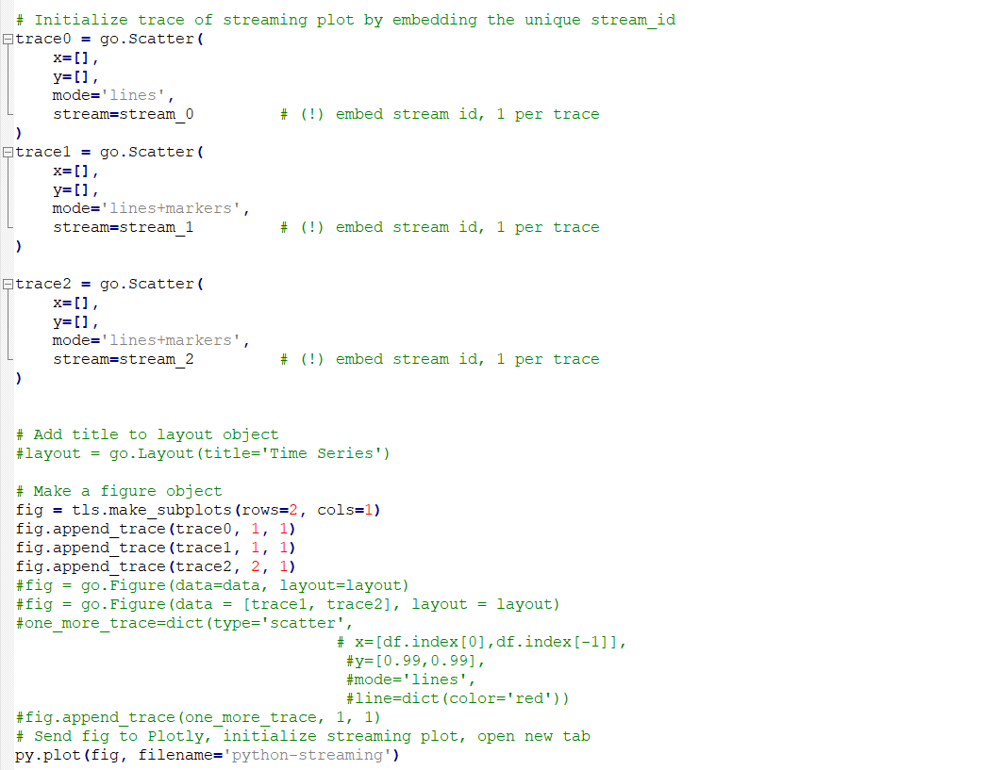 # Initialize trace of streaming plot by embedding the unique stream_id
trace0 = go.Scatter(
    x=[],
    y=[],
    mode='lines',
    stream=stream_0         # (!) embed stream id, 1 per trace
)
trace1 = go.Scatter(
    x=[],
    y=[],
    mode='lines+markers',
    stream=stream_1         # (!) embed stream id, 1 per trace
)

trace2 = go.Scatter(
    x=[],
    y=[],
    mode='lines+markers',
    stream=stream_2         # (!) embed stream id, 1 per trace
)


# Add title to layout object
#layout = go.Layout(title='Time Series')

# Make a figure object
fig = tls.make_subplots(rows=2, cols=1)
fig.append_trace(trace0, 1, 1)
fig.append_trace(trace1, 1, 1)
fig.append_trace(trace2, 2, 1)
#fig = go.Figure(data=data, layout=layout)
#fig = go.Figure(data = [trace1, trace2], layout = layout)
#one_more_trace=dict(type='scatter',
                                  # x=[df.index[0],df.index[-1]],
                                   #y=[0.99,0.99],
                                   #mode='lines',
                                   #line=dict(color='red'))
#fig.append_trace(one_more_trace, 1, 1)
# Send fig to Plotly, initialize streaming plot, open new tab
py.plot(fig, filename='python-streaming')